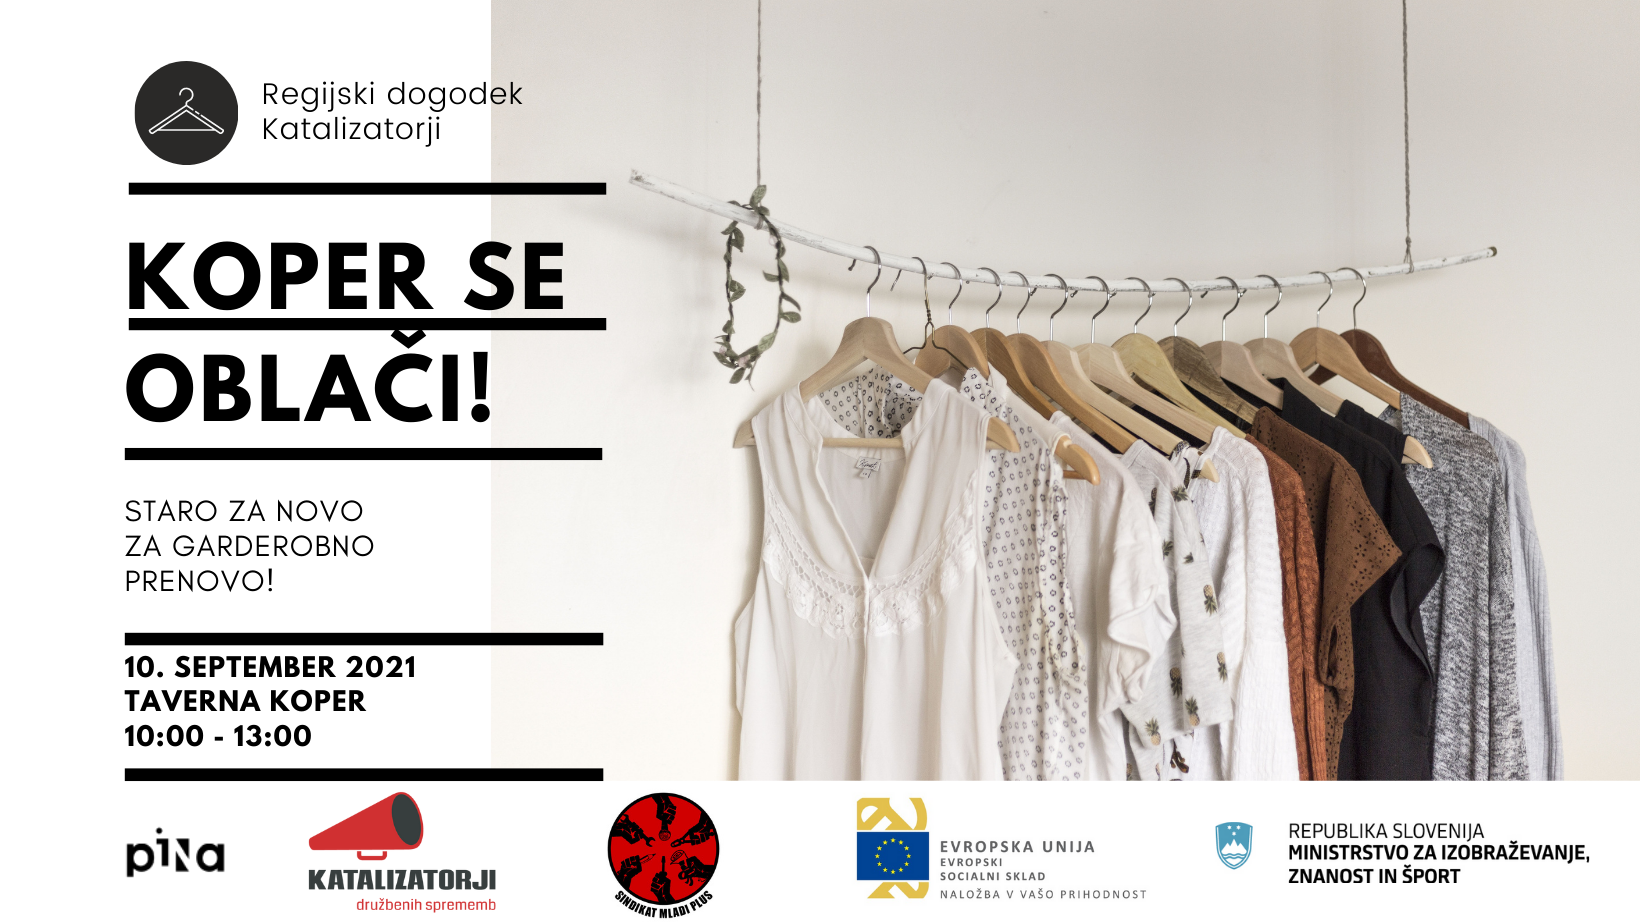 Regijski dogodek
Katalizatorji
KOPER SE
OBLAČI!
STARO ZA NOVO
ZA GARDEROBNO
PRENOVO!
10. SEPTEMBER 2021
TAVERNA KOPER
10:00 - 13:00
piNa
KATALIZATORJI
družbenih sprememb
SINDIKAT MLADI PLUS
EVROPSKA UNIJA
EVROPSKI
SOCIALNI SKLAD
NALOŽBA V VAŠO PRIHODNOST
REPUBLIKA SLOVENIJA
MINISTRSTVO ZA IZOBRAŽEVANJE,
ZNANOST IN ŠPORT